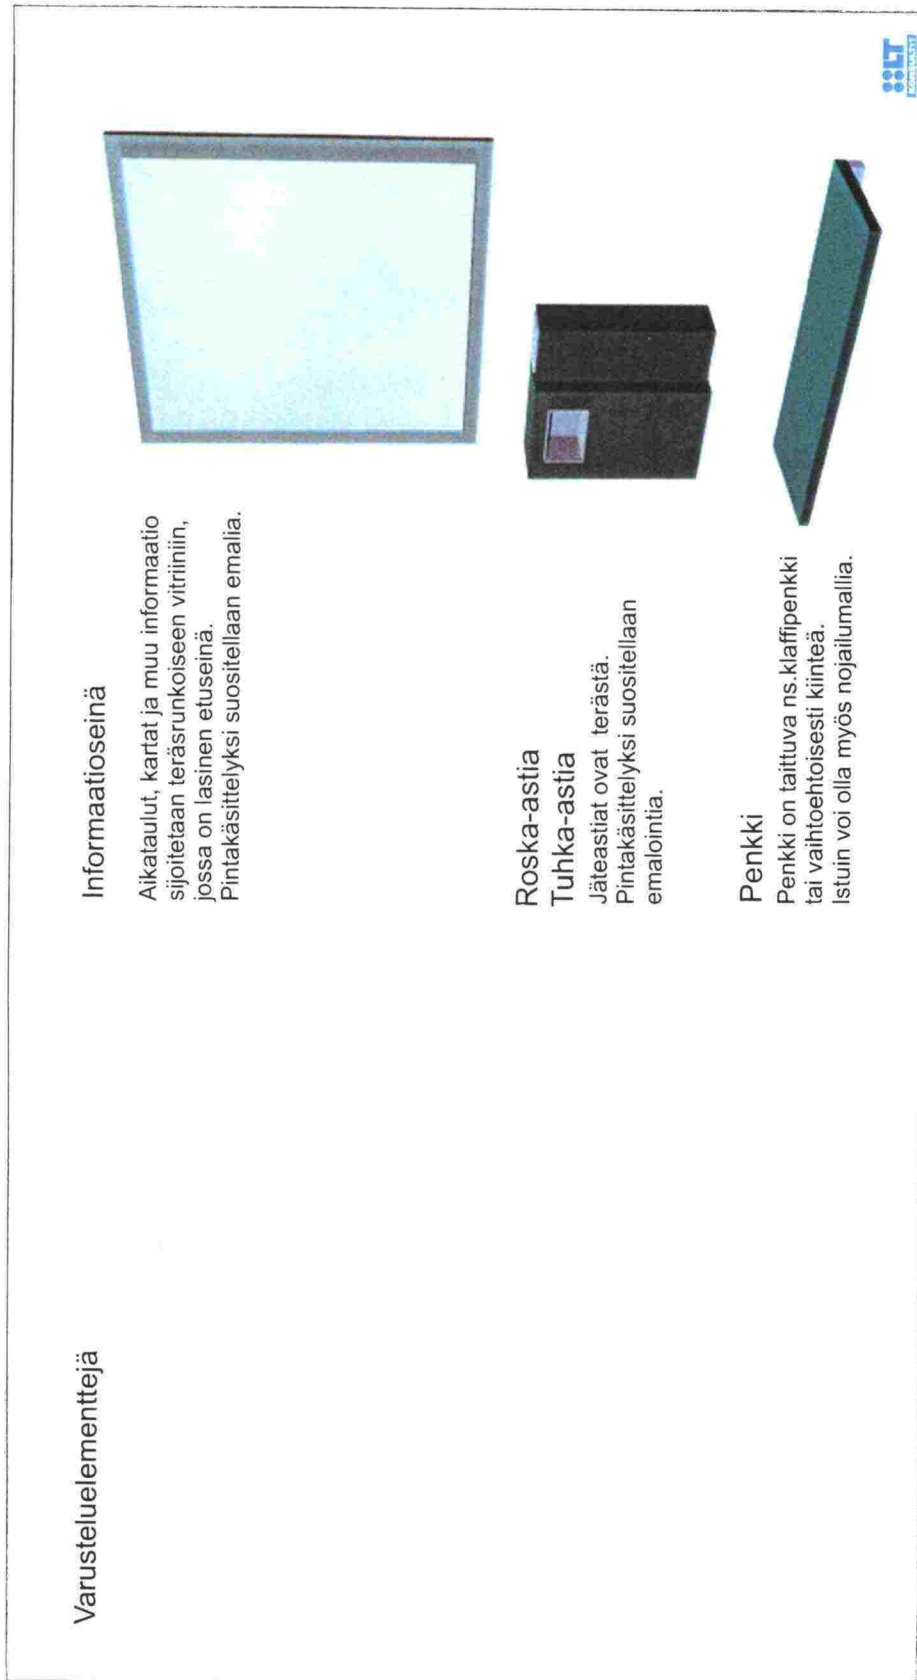 Varusteluelementtejä
Informaatioseinä
Aikataulut, kartat ja muu informaatio
sijoitetaan teräsrunkoiseen vitriiniin,
jossa on lasinen etuseinä.
Pintakäsittelyksi suositellaan emalia.
Roska-astia
Tuhka-astia
Jäteastiat ovat terästä.
Pintakäsittelyksi suositellaan
emalointia.
Penkki
Penkki on taittuva ns.klaffipenkki
tai vaihtoehtoisesti kiinteä.
Istuin voi olla myös nojailumallia.
LT
KONSULTIT